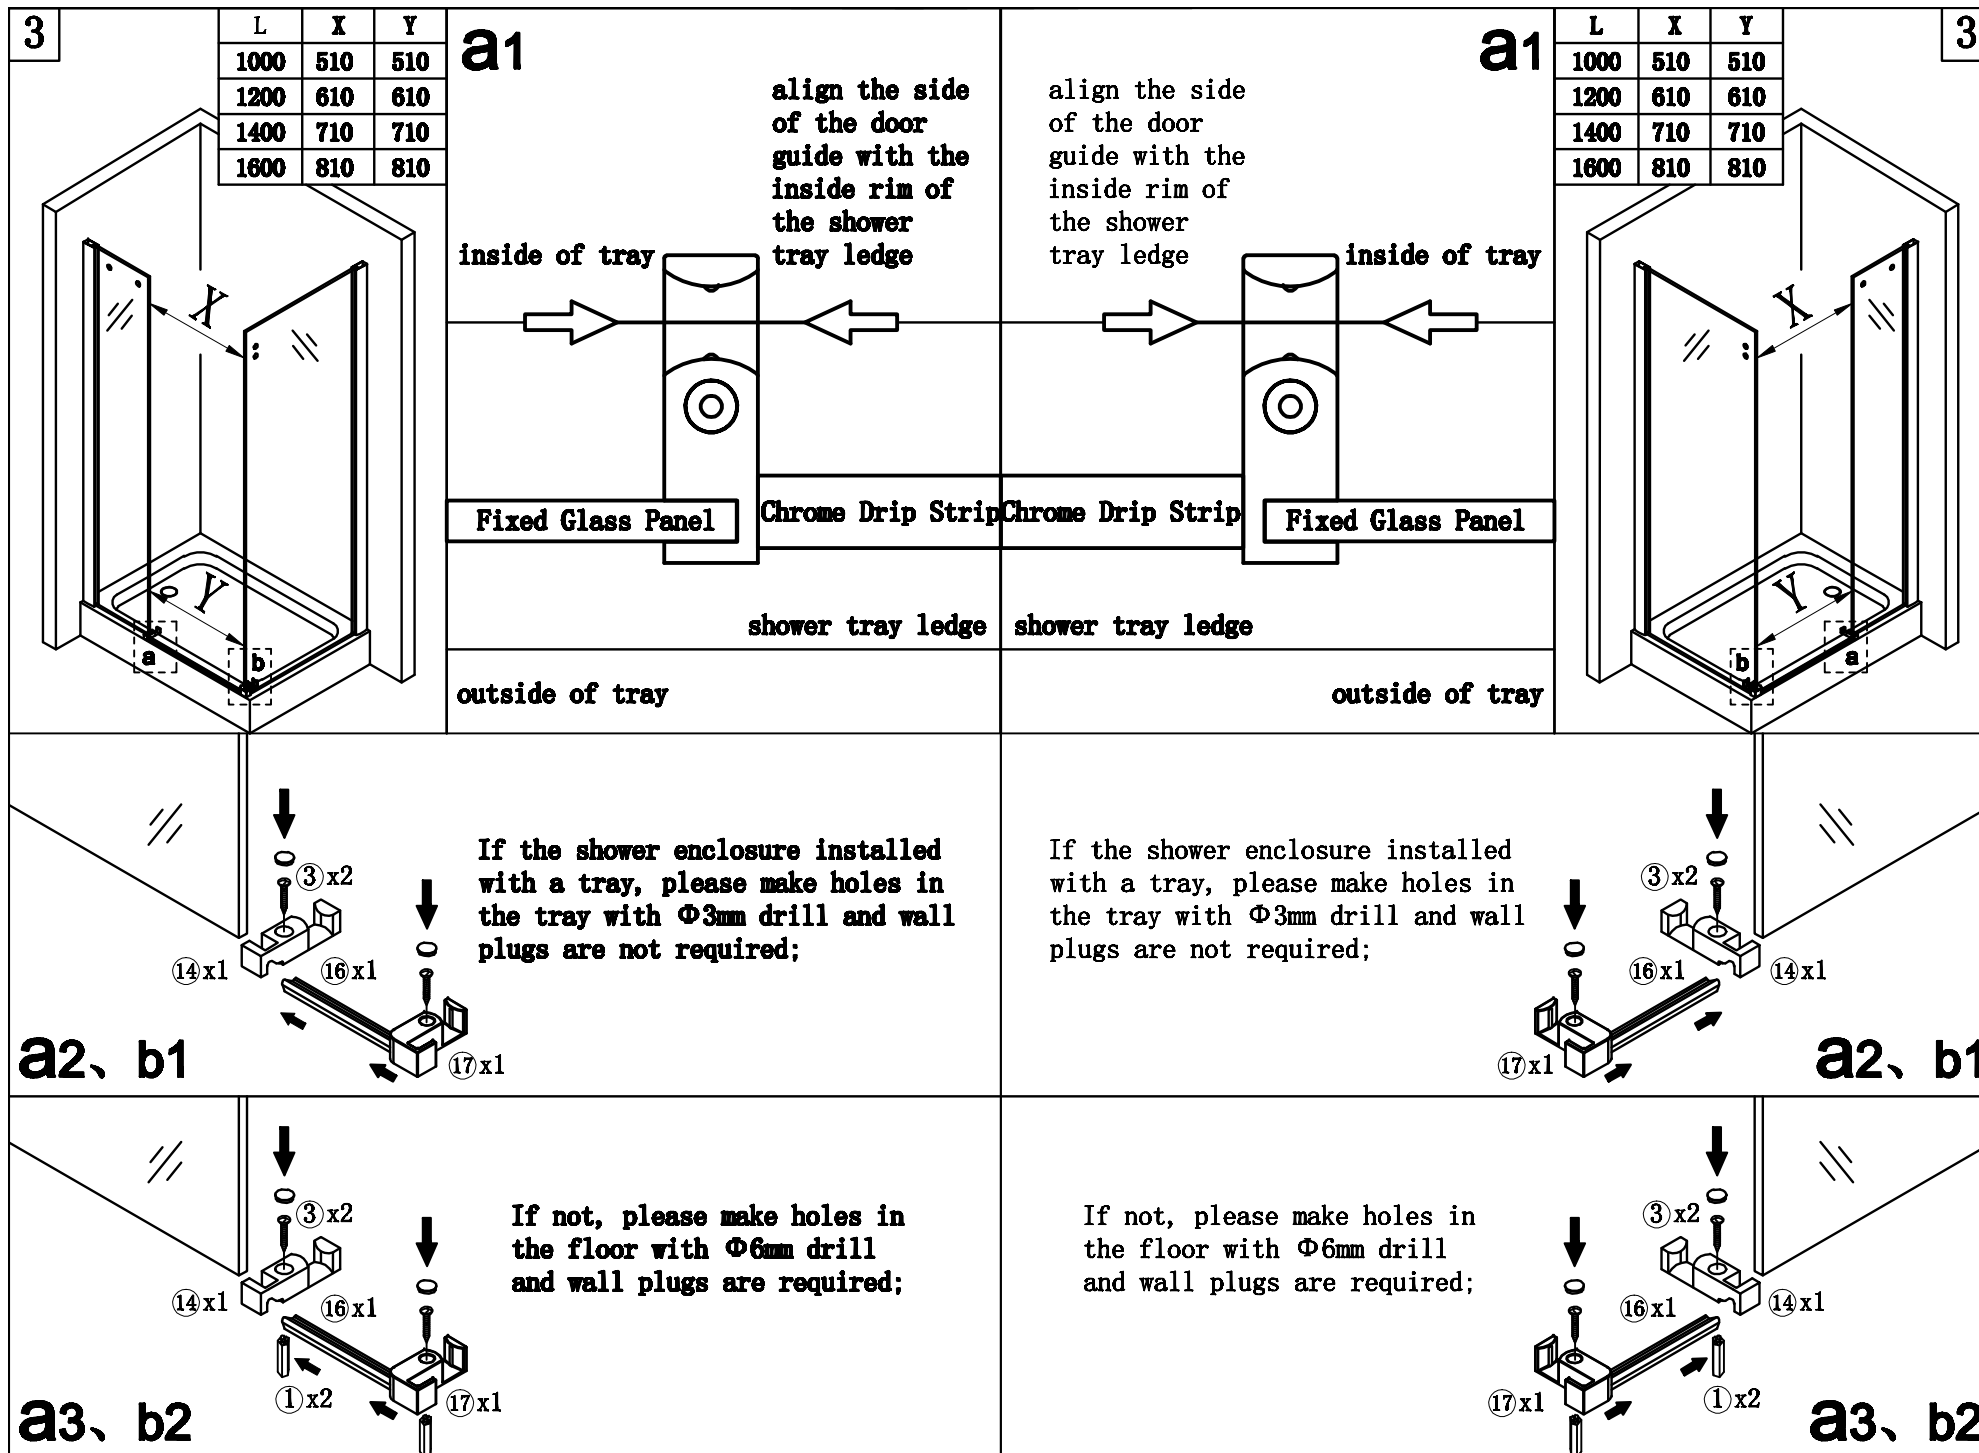 3
L X Y
1000 510 510
1200 610 610
1400 710 710
1600 810 810
a1
align the side
of the door
guide with the
inside rim of
the shower
tray ledge
inside of tray
Fixed Glass Panel
Chrome Drip Strip
shower tray ledge
outside of tray
X
Y
a
b
a1
L X Y
1000 510 510
1200 610 610
1400 710 710
1600 810 810
3
align the side
of the door
guide with the
inside rim of
the shower
tray ledge
inside of tray
Chrome Drip Strip
Fixed Glass Panel
shower tray ledge
outside of tray
X
Y
b
a
③x2
⑭x1
⑯x1
⑰x1
If the shower enclosure installed
with a tray, please make holes in
the tray with Φ3mm drill and wall
plugs are not required;
a2、b1
If the shower enclosure installed
with a tray, please make holes in
the tray with Φ3mm drill and wall
plugs are not required;
③x2
⑯x1
⑭x1
⑰x1
a2、b1
③x2
⑭x1
⑯x1
①x2
⑰x1
If not, please make holes in
the floor with Φ6mm drill
and wall plugs are required;
a3、b2
If not, please make holes in
the floor with Φ6mm drill
and wall plugs are required;
③x2
⑯x1
⑭x1
⑰x1
①x2
a3、b2